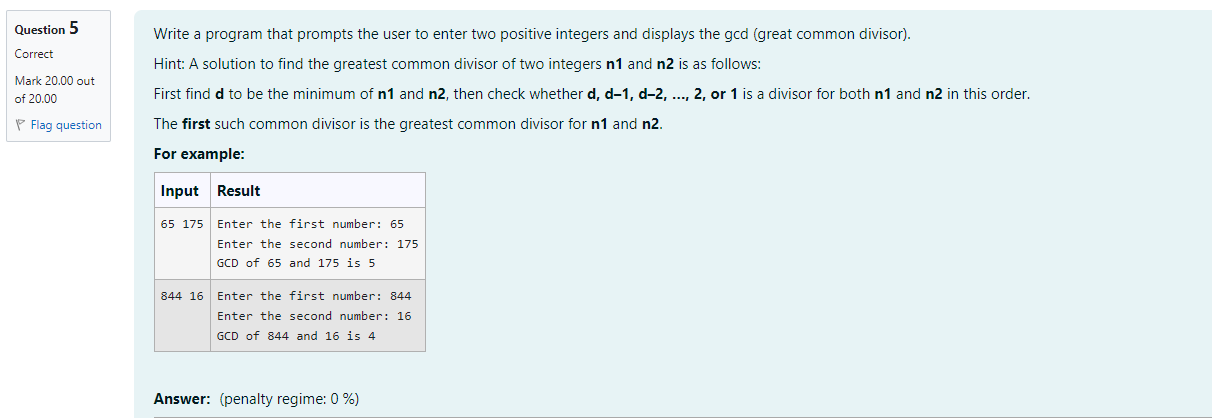 Question 5
Correct
Mark 20.00 out
of 20.00
Flag question
Write a program that prompts the user to enter two positive integers and displays the gcd (great common divisor).
Hint: A solution to find the greatest common divisor of two integers n1 and n2 is as follows:
First find d to be the minimum of n1 and n2, then check whether d, d–1, d–2, ..., 2, or 1 is a divisor for both n1 and n2 in this order.
The first such common divisor is the greatest common divisor for n1 and n2.
For example:
Input Result
65 175 Enter the first number: 65
Enter the second number: 175
GCD of 65 and 175 is 5
844 16 Enter the first number: 844
Enter the second number: 16
GCD of 844 and 16 is 4
Answer: (penalty regime: 0 %)